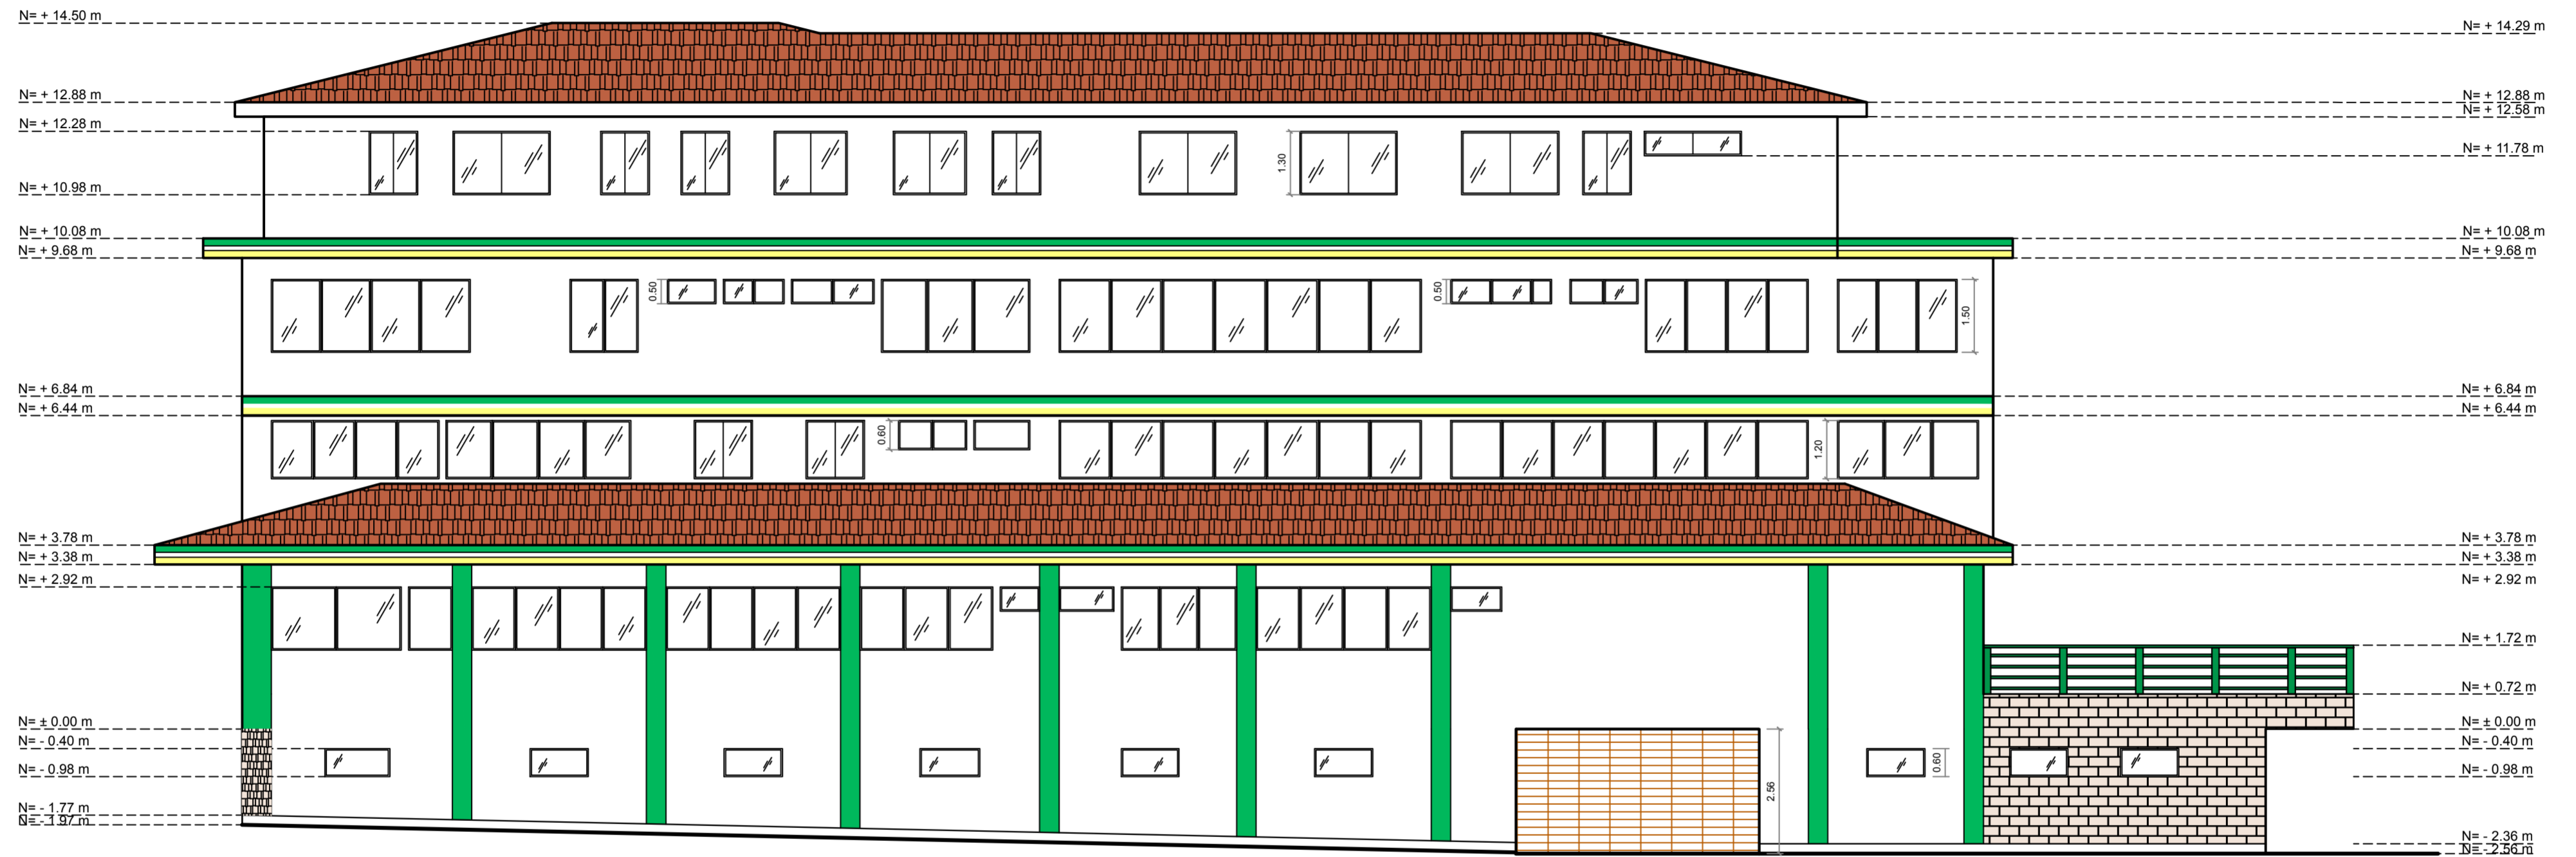 N= + 14.50 m
N= + 14.29 m
N= + 12.88 m
N= + 12.88 m
N= + 12.58 m
N= + 12.28 m
1.30
N= + 11.78 m
N= + 10.98 m
N= + 10.08 m
N= + 10.08 m
N= + 9.68 m
N= + 9.68 m
0.50
0.50
1.50
N= + 6.84 m
N= + 6.84 m
N= + 6.44 m
N= + 6.44 m
0.60
1.20
N= + 3.78 m
N= + 3.78 m
N= + 3.38 m
N= + 3.38 m
N= + 2.92 m
N= + 2.92 m
N= + 1.72 m
N= + 0.72 m
N= ± 0.00 m
N= ± 0.00 m
N= - 0.40 m
N= - 0.40 m
0.60
N= - 0.98 m
N= - 0.98 m
2.56
N= - 1.77 m
N= - 1.97 m
N= - 2.36 m
N= - 2.56 m